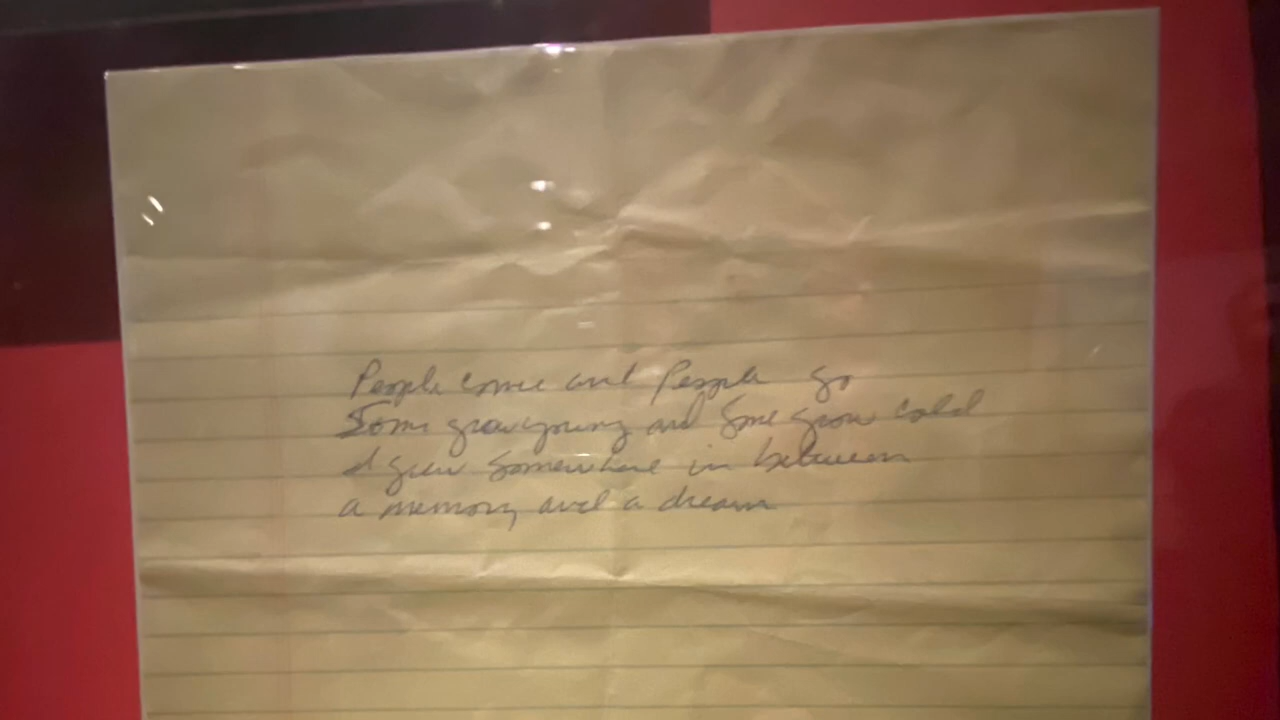 People come and People go
Some grow young and Some grow cold
I grew Somewhere in between
a memory and a dream